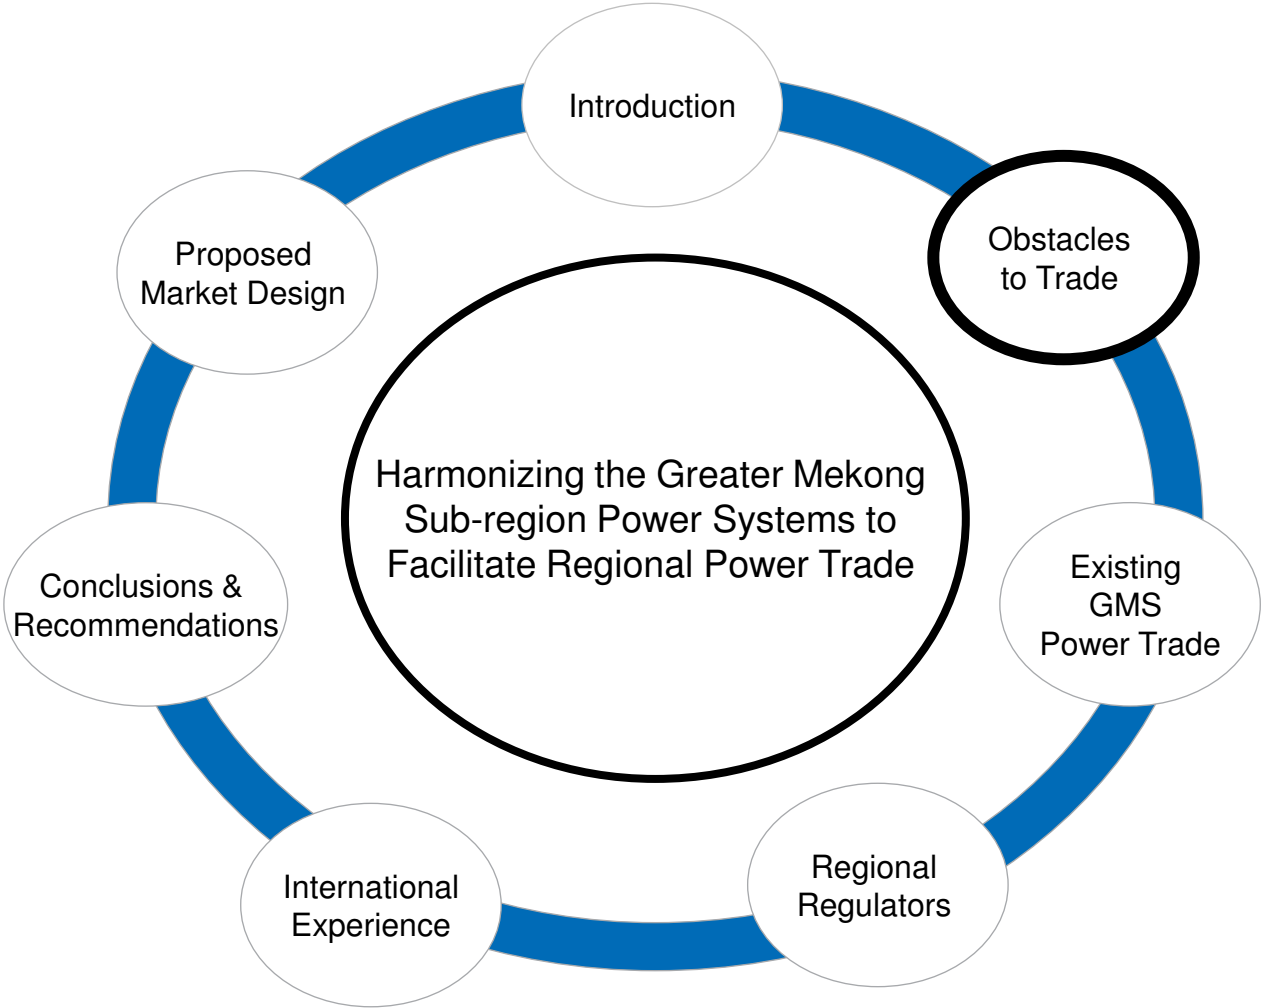 Introduction
Obstacles
to Trade
Proposed
Market Design
Harmonizing the Greater Mekong
Sub-region Power Systems to
Facilitate Regional Power Trade
Existing
GMS
Power Trade
Conclusions &
Recommendations
Regional
Regulators
International
Experience